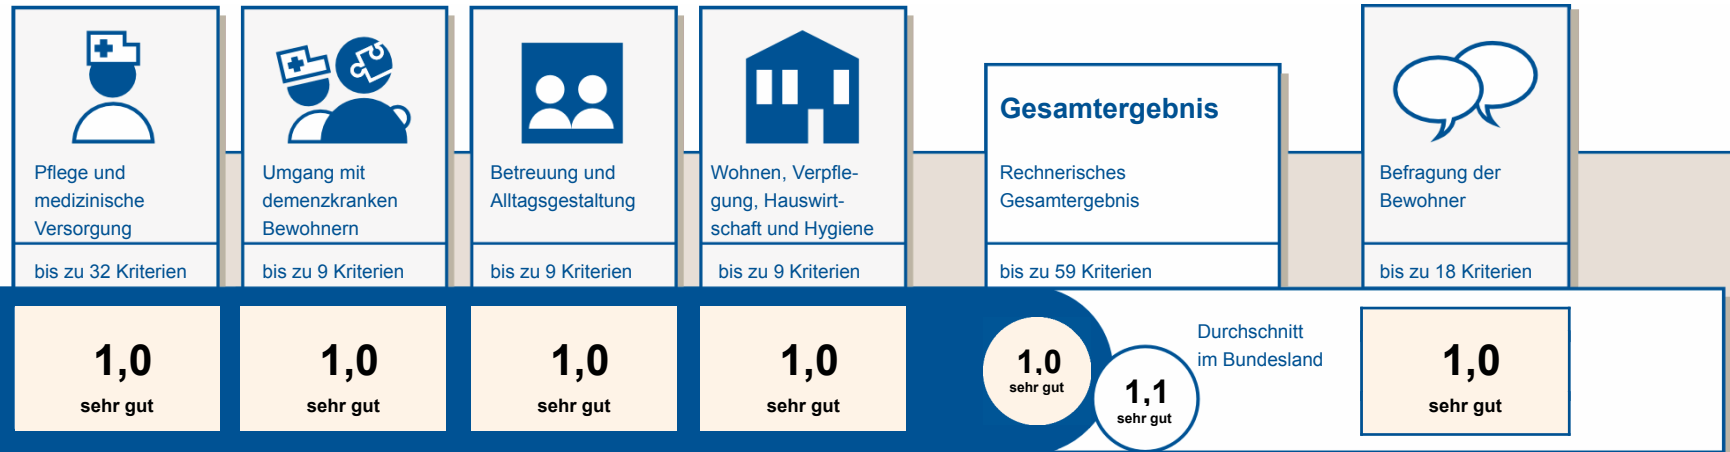 Pflege und
medizinische
Versorgung
bis zu 32 Kriterien
1,0
sehr gut
Umgang mit
demenzkranken
Bewohnern
bis zu 9 Kriterien
1,0
sehr gut
Betreuung und
Alltagsgestaltung
bis zu 9 Kriterien
1,0
sehr gut
Wohnen, Verpfle-
gung, Hauswirt-
schaft und Hygiene
bis zu 9 Kriterien
1,0
sehr gut
Gesamtergebnis
Rechnerisches
Gesamtergebnis
bis zu 59 Kriterien
1,0
sehr gut
1,1
sehr gut
Durchschnitt
im Bundesland
Befragung der
Bewohner
bis zu 18 Kriterien
1,0
sehr gut